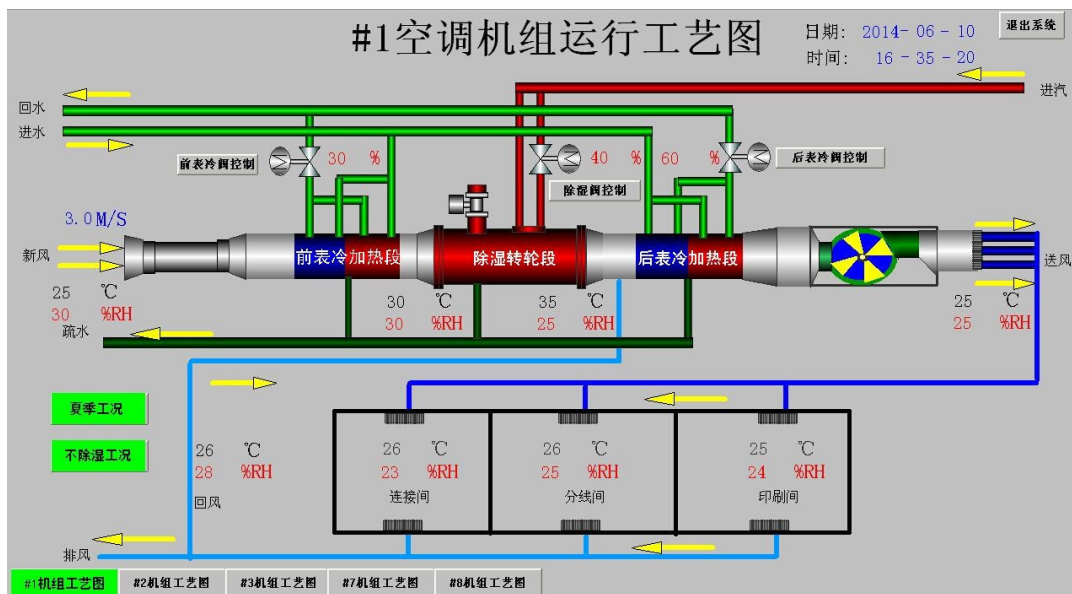 #1空调机组运行工艺图
日期: 2014-06-10
退出系统
时间: 16-35-20
回水
进汽
进水
前表冷阀控制
30 %
40 %
60 %
后表冷阀控制
除湿阀控制
3.0M/S
新风
前表冷 加热段
除湿转轮段
后表冷 加热段
送风
25 ℃
30 %RH
30 ℃
30 %RH
35 ℃
25 %RH
25 ℃
25 %RH
疏水
夏季工况
不除湿工况
26 ℃
28 %RH
回风
26 ℃
23 %RH
连接间
26 ℃
25 %RH
分线间
25 ℃
24 %RH
印刷间
排风
#1机组工艺图
#2机组工艺图
#3机组工艺图
#7机组工艺图
#8机组工艺图